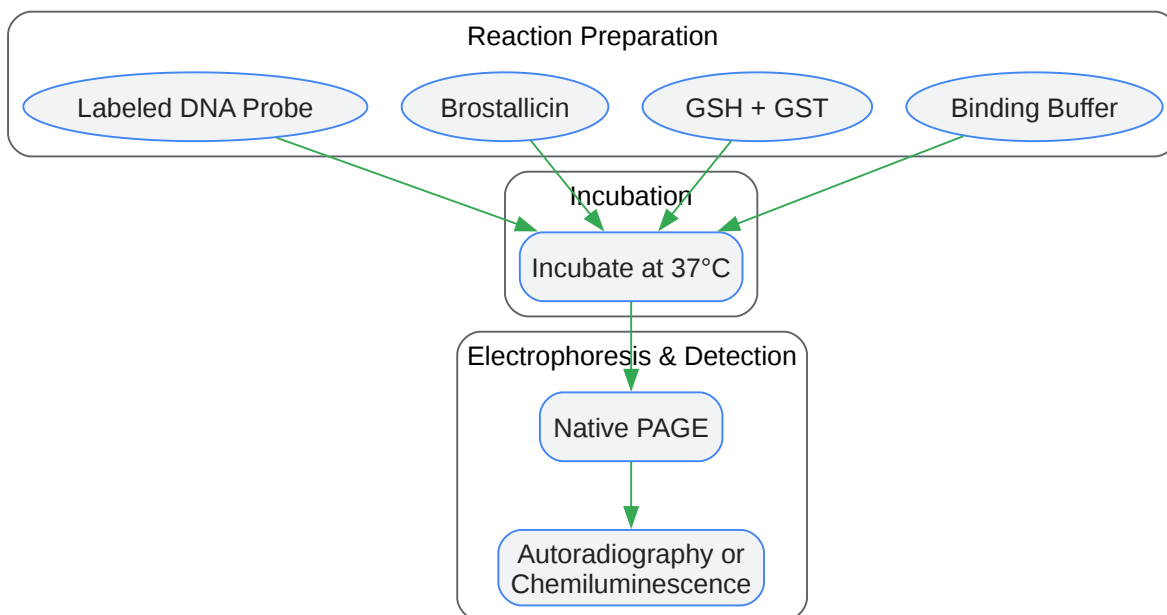 Reaction Preparation
Labeled DNA Probe
Brostallicin
GSH + GST
Binding Buffer
Incubation
Incubate at 37°C
Electrophoresis & Detection
Native PAGE
Autoradiography or
Chemiluminescence